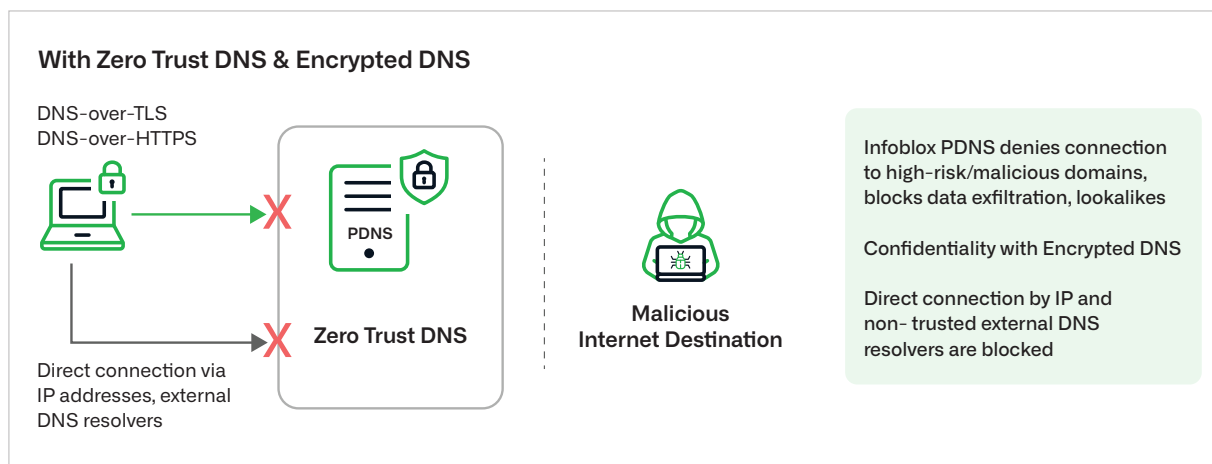 With Zero Trust DNS & Encrypted DNS
DNS-over-TLS
DNS-over-HTTPS
X
PDNS
X
Zero Trust DNS
Direct connection via
IP addresses, external
DNS resolvers
Malicious
Internet Destination
Infoblox PDNS denies connection
to high-risk/malicious domains,
blocks data exfiltration, lookalikes
Confidentiality with Encrypted DNS
Direct connection by IP and
non- trusted external DNS
resolvers are blocked